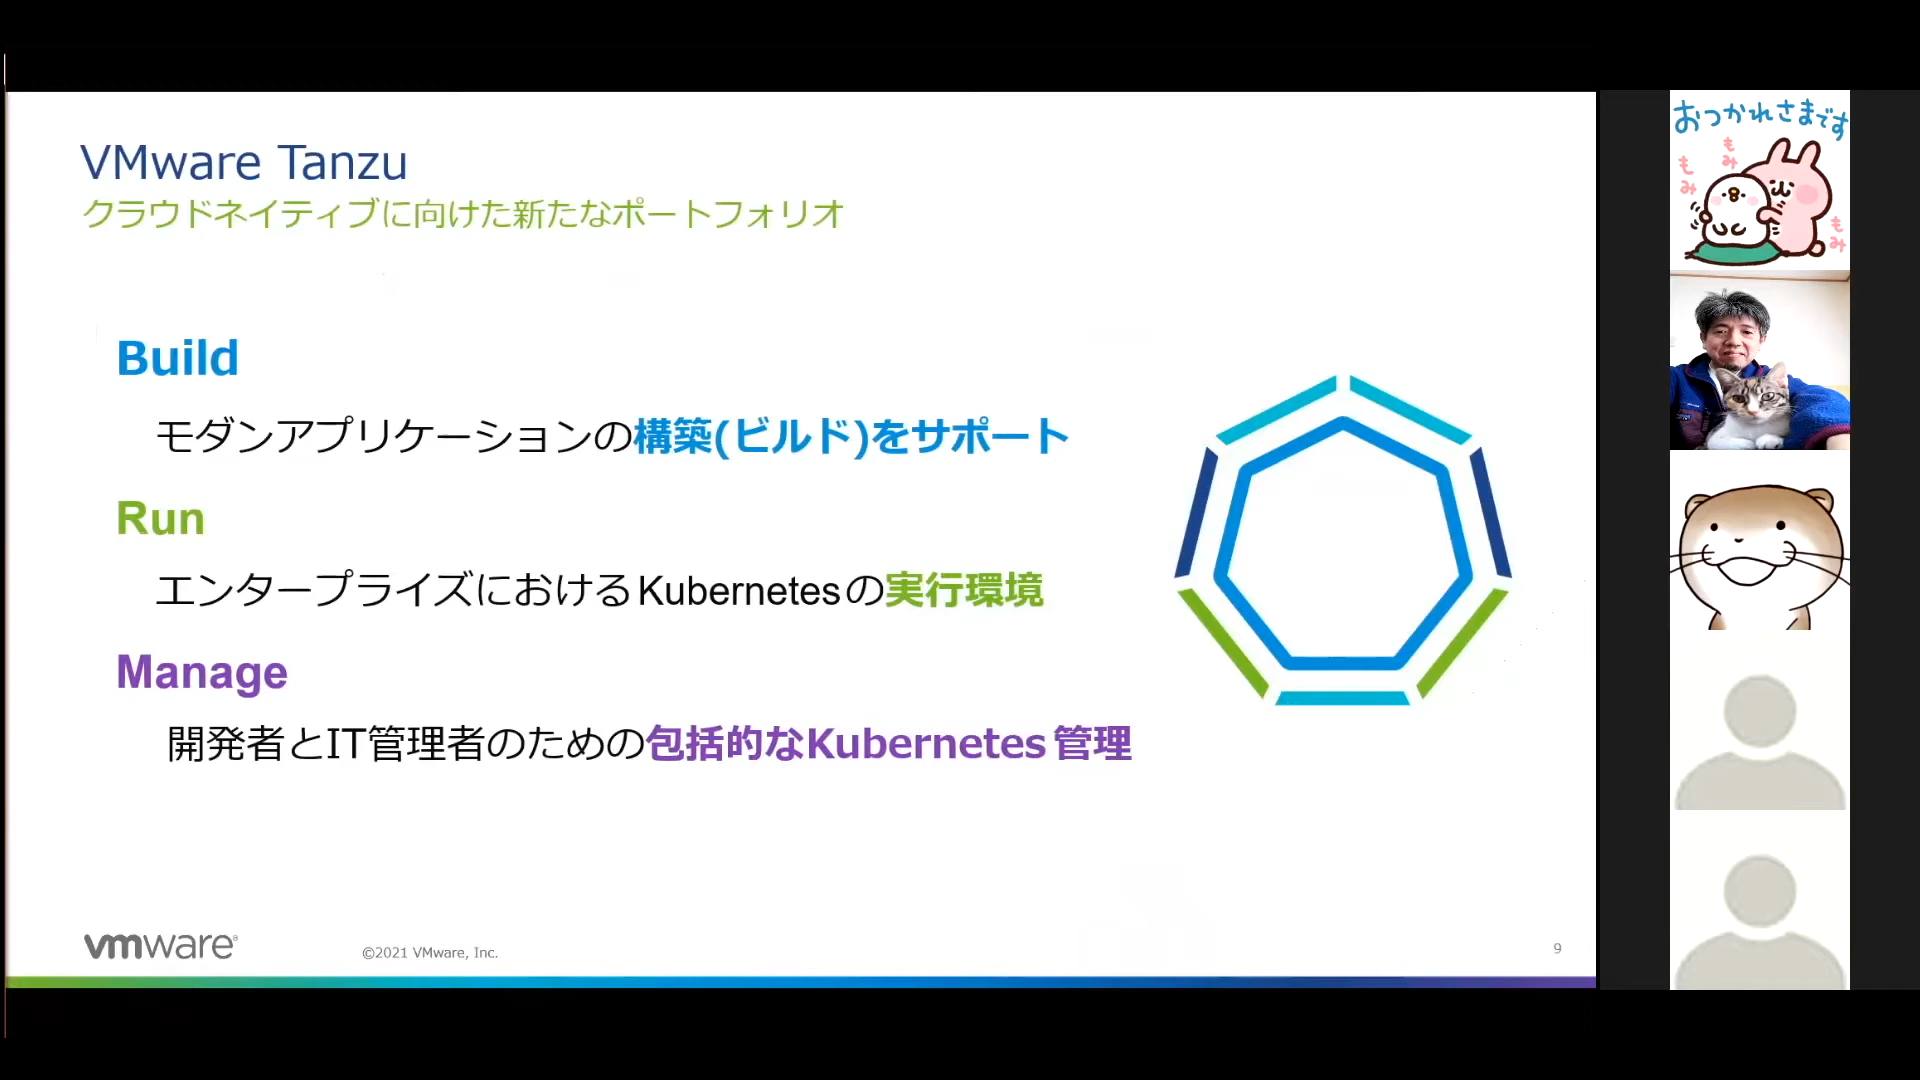 VMware Tanzu
クラウドネイティブに向けた新たなポートフォリオ
Build
モダンアプリケーションの構築(ビルド)をサポート
Run
エンタープライズにおけるKubernetesの実行環境
Manage
開発者とIT管理者のための包括的なKubernetes管理
vmware®
©2021 VMware, Inc.
9
おつかれさまです
もみ
もみ
もみ